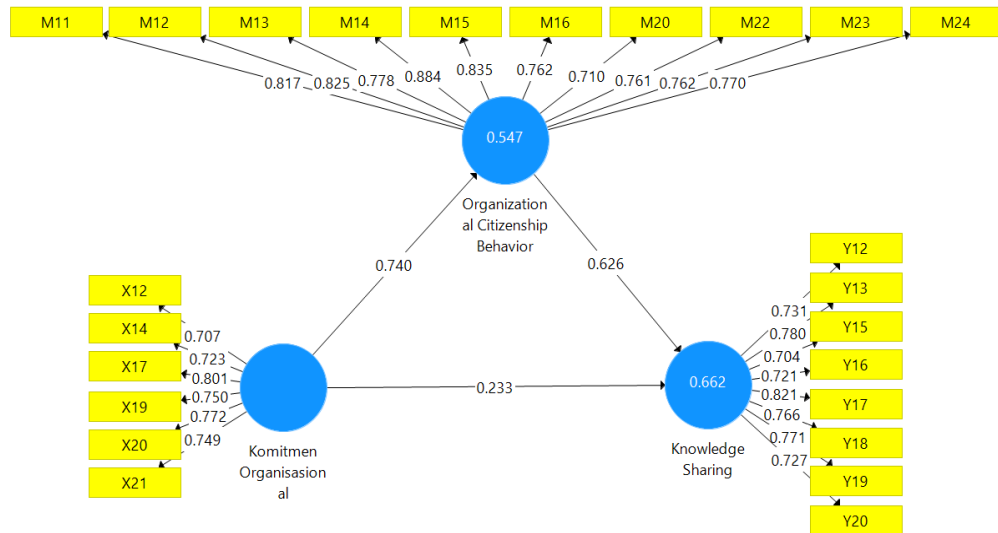 M11 M12 M13 M14 M15 M16 M20 M22 M23 M24
0.817 0.825 0.778 0.884 0.835 0.762 0.710 0.761 0.762 0.770
0.547
Organization
al Citizenship
Behavior
0.740
0.626
X12
X14
X17
X19
X20
X21
0.707
0.723
0.801
0.750
0.772
0.749
Komitmen
Organisasion
al
0.233
0.662
Knowledge
Sharing
0.731
0.780
0.704
0.721
0.821
0.766
0.771
0.727
Y12
Y13
Y15
Y16
Y17
Y18
Y19
Y20